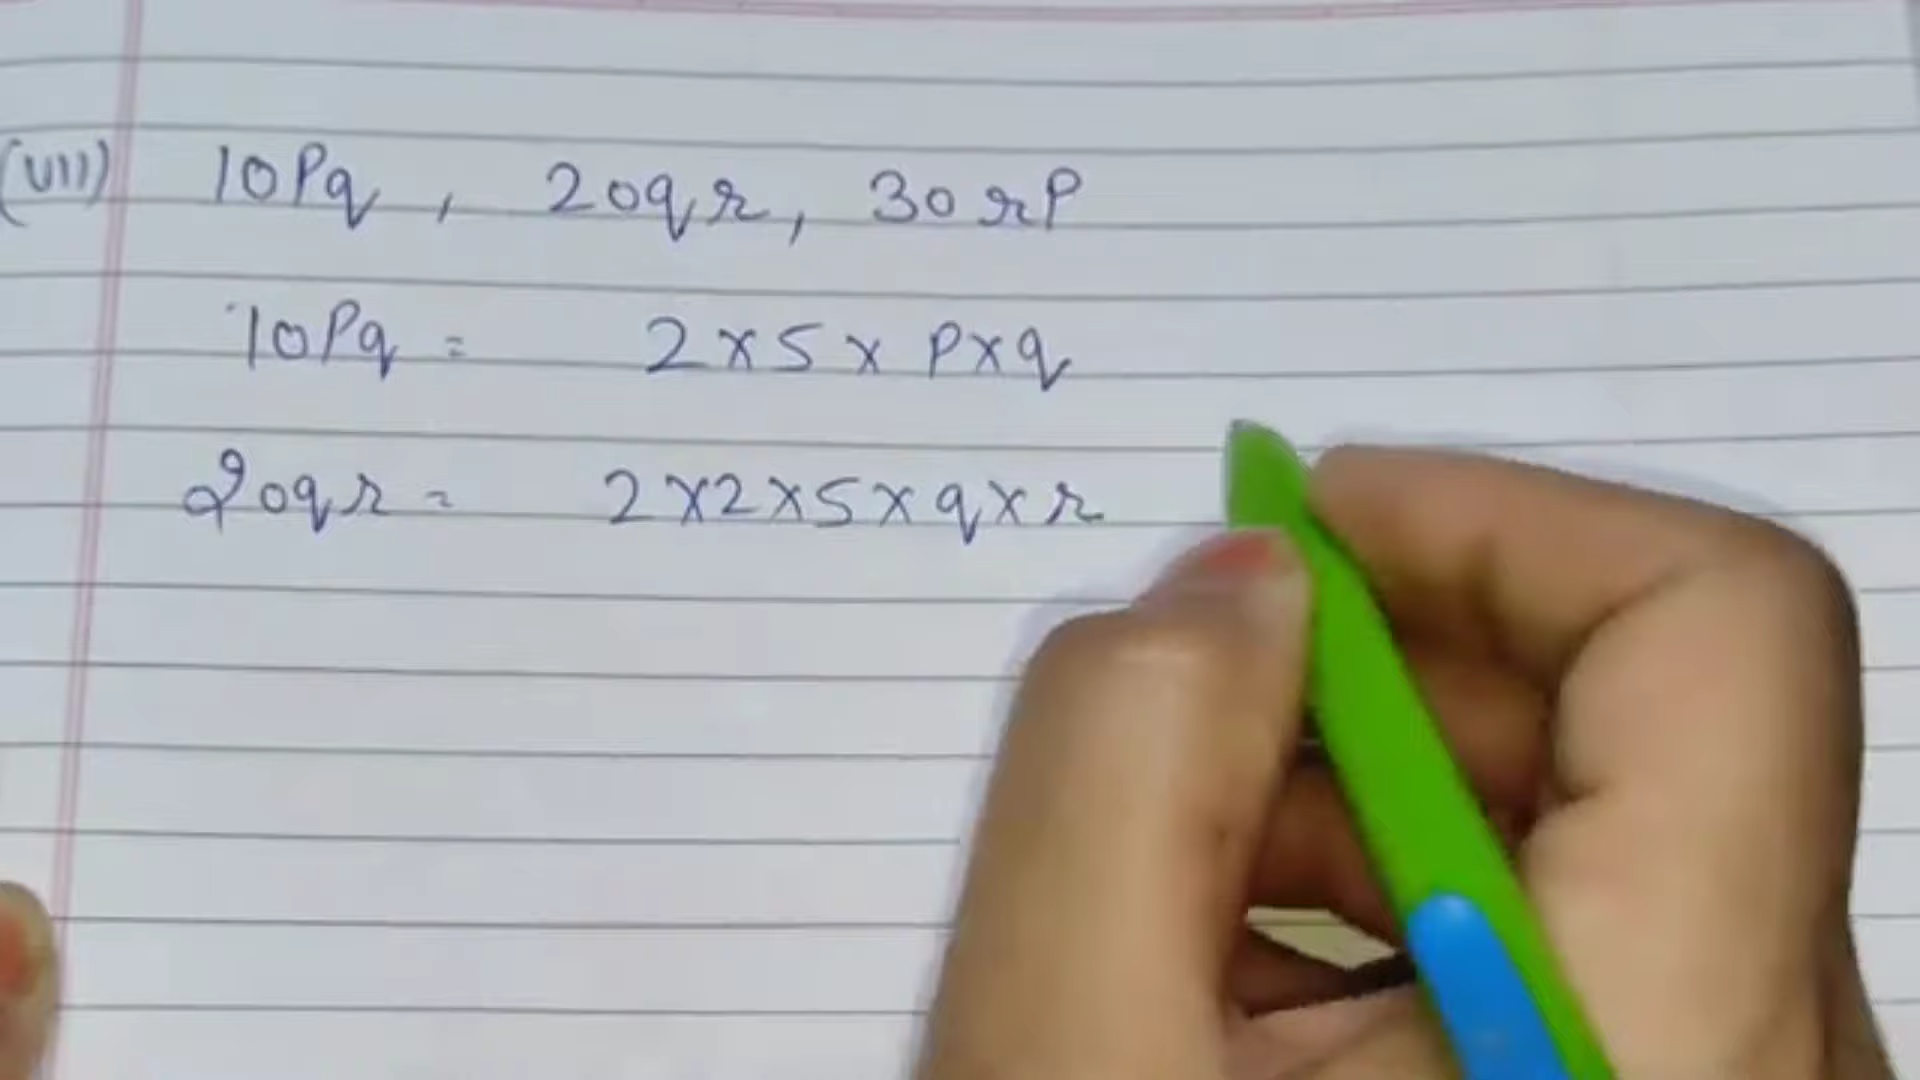 (VII) 10Pq , 20qr, 30rP
10Pq = 2×5× P×q
20qr = 2×2×5×q×r